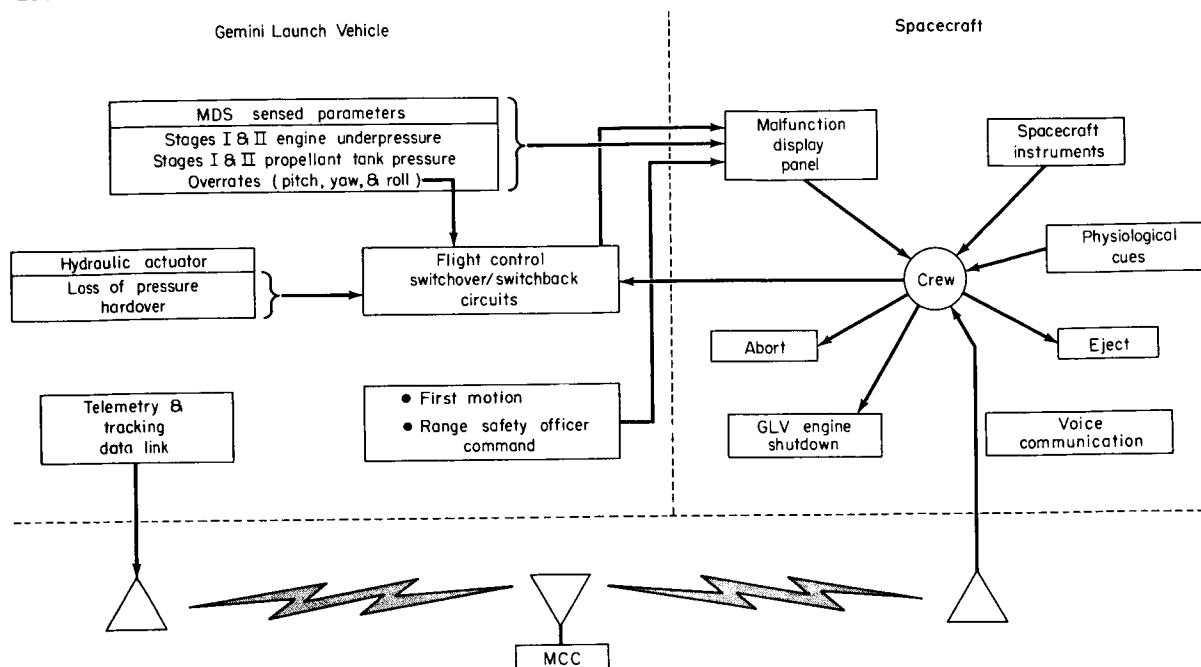 Gemini Launch Vehicle
Spacecraft
MDS sensed parameters
Stages I & II engine underpressure
Stages I & II propellant tank pressure
Overrates (pitch, yaw, & roll)
Malfunction
display
panel
Spacecraft
instruments
Hydraulic actuator
Loss of pressure
hardover
Flight control
switchover/switchback
circuits
Physiological
cues
Crew
Abort
Eject
Telemetry &
tracking
data link
• First motion
• Range safety officer
command
GLV engine
shutdown
Voice
communication
MCC